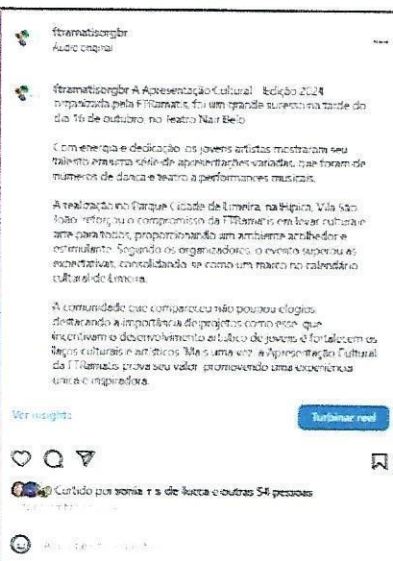 ftramatisorgbr
Áudio original
ftramatisorgbr A Apresentação Cultural - Edição 2024
organizada pela FTRamatis, foi um grande sucesso na tarde do
dia 16 de outubro, no Teatro Nair Belo
Com energia e dedicação, os jovens artistas mostraram seu
talento em uma série de apresentações variadas, que foram de
números de dança e teatro a performances musicais.
A realização no Parque Cidade de Limeira, na Hípica, Vila São
João, reforçou o compromisso da FTRamatis em levar cultura e
arte para todos, proporcionando um ambiente acolhedor e
estimulante. Segundo os organizadores, o evento superou as
expectativas, consolidando-se como um marco no calendário
cultural de Limeira.
A comunidade que compareceu não poupou elogios,
destacando a importância de projetos como esse, que
incentivam o desenvolvimento artístico de jovens e fortalecem os
laços culturais e artísticos. Mais uma vez, a Apresentação Cultural
da FTRamatis prova seu valor, promovendo uma experiência
única e inspiradora.
Ver insights
Turbinar reel
Curtido por sonia r s de lucca e outras 54 pessoas